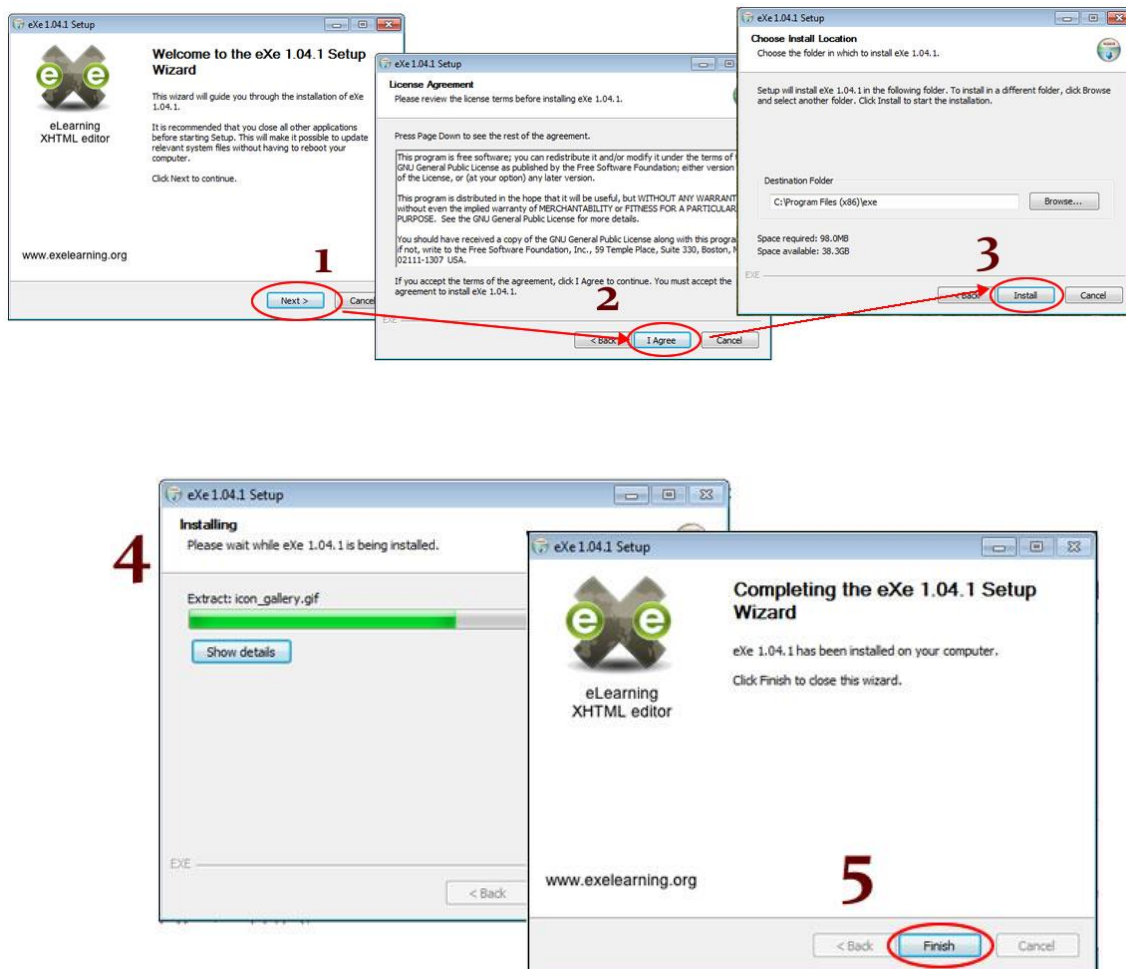 eXe 1.04.1 Setup
Welcome to the eXe 1.04.1 Setup
Wizard
This wizard will guide you through the installation of eXe
1.04.1.
It is recommended that you close all other applications
before starting Setup. This will make it possible to update
relevant system files without having to reboot your
computer.
Click Next to continue.
e e
eLearning
XHTML editor
www.exelearning.org
1
Next >
Cancel
eXe 1.04.1 Setup
License Agreement
Please review the license terms before installing eXe 1.04.1.
Press Page Down to see the rest of the agreement.
This program is free software; you can redistribute it and/or modify it under the terms of
GNU General Public License as published by the Free Software Foundation; either version
of the License, or (at your option) any later version.
This program is distributed in the hope that it will be useful, but WITHOUT ANY WARRANT
without even the implied warranty of MERCHANTABILITY or FITNESS FOR A PARTICULAR
PURPOSE. See the GNU General Public License for more details.
You should have received a copy of the GNU General Public License along with this progra
if not, write to the Free Software Foundation, Inc., 59 Temple Place, Suite 330, Boston,
02111-1307 USA.
If you accept the terms of the agreement, click I Agree to continue. You must accept the
agreement to install eXe 1.04.1.
2
EXE
< Back
I Agree
Cancel
eXe 1.04.1 Setup
Choose Install Location
Choose the folder in which to install eXe 1.04.1.
Setup will install eXe 1.04.1 in the following folder. To install in a different folder, click Browse
and select another folder. Click Install to start the installation.
Destination Folder
C:\Program Files (x86)\exe
Browse...
Space required: 98.0MB
Space available: 38.3GB
3
EXE
< Back
Install
Cancel
eXe 1.04.1 Setup
4
Installing
Please wait while eXe 1.04.1 is being installed.
Extract: icon_gallery.gif
Show details
EXE
< Back
eXe 1.04.1 Setup
Completing the eXe 1.04.1 Setup
Wizard
eXe 1.04.1 has been installed on your computer.
Click Finish to close this wizard.
e e
eLearning
XHTML editor
www.exelearning.org
5
< Back
Finish
Cancel